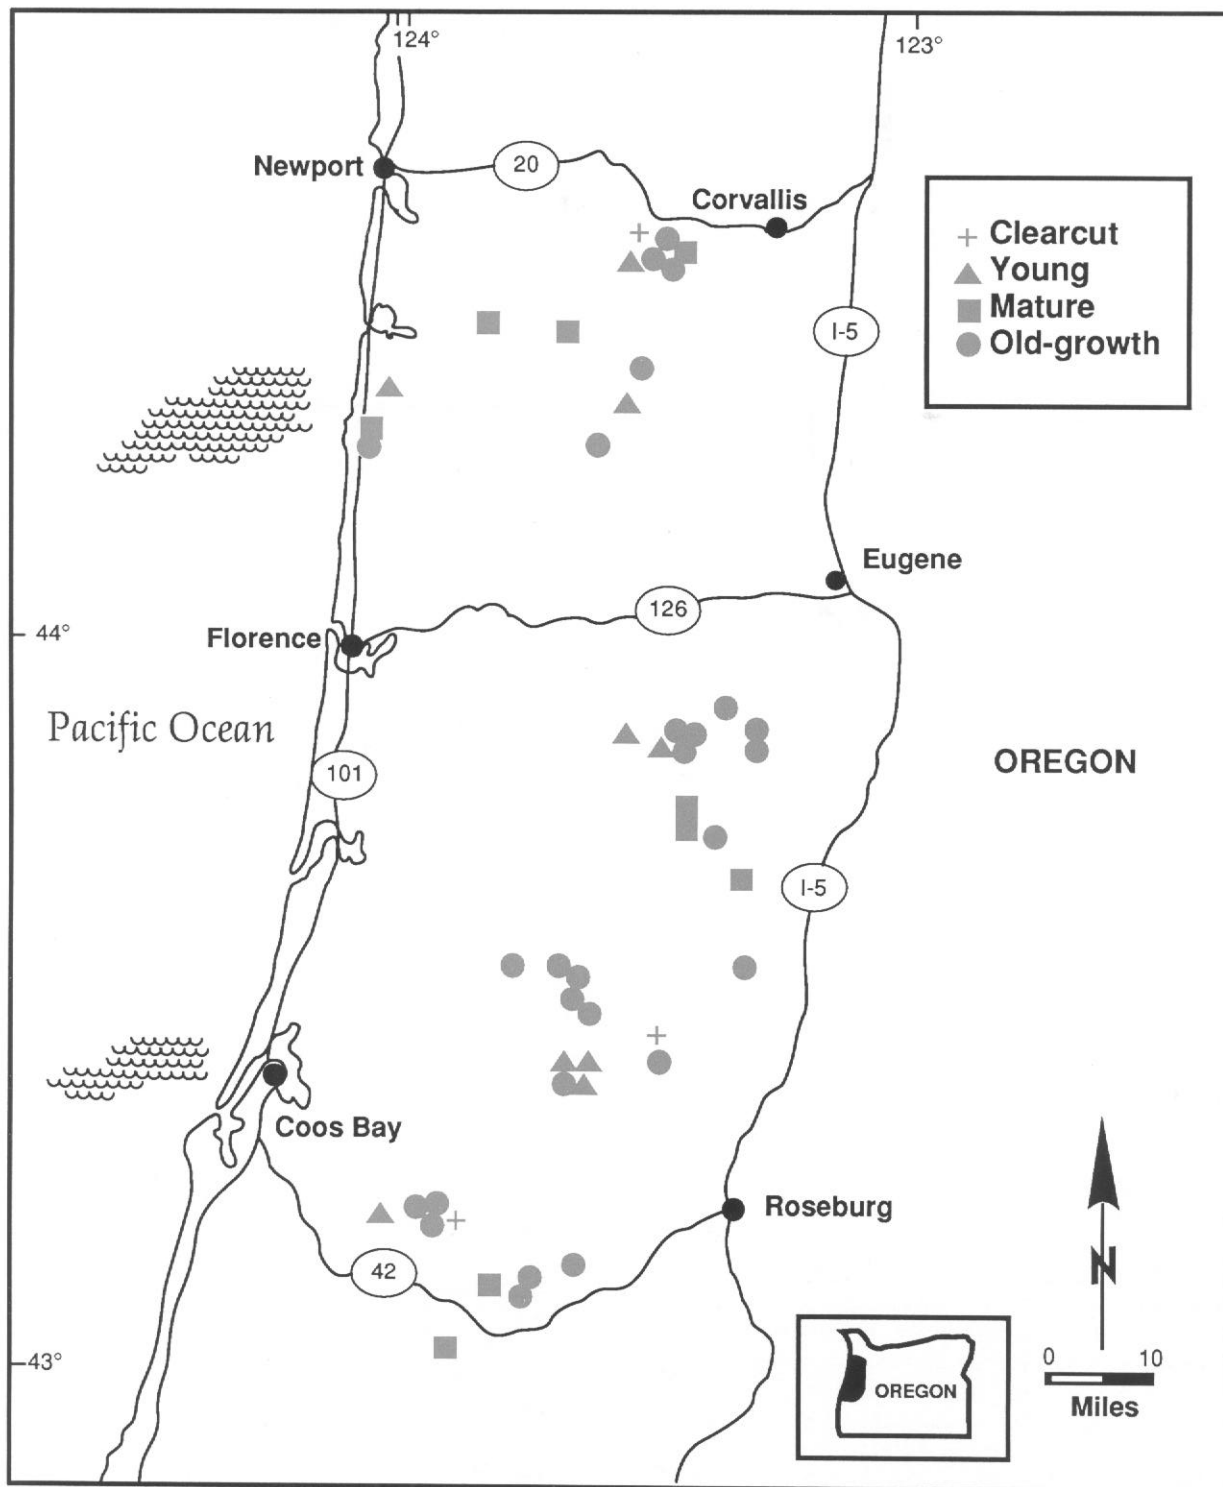 124°
123°
Newport
20
Corvallis
Clearcut
Young
Mature
Old-growth
I-5
Eugene
126
44°
Florence
Pacific Ocean
101
OREGON
I-5
Coos Bay
Roseburg
42
N
43°
OREGON
0 10
Miles